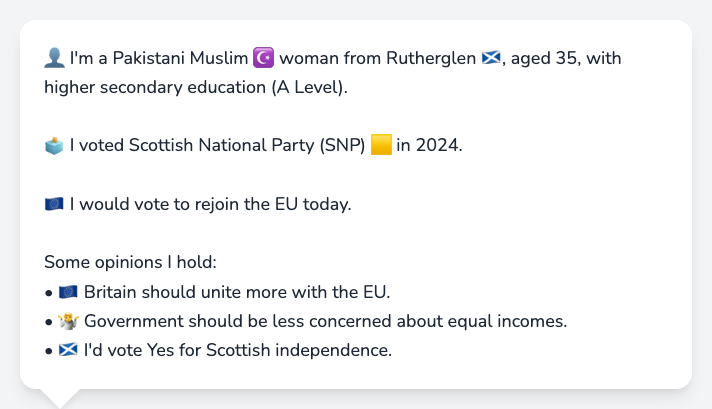 👤 I'm a Pakistani Muslim ☪️ woman from Rutherglen 🏴󠁧󠁢󠁳󠁣󠁴󠁿, aged 35, with
higher secondary education (A Level).
🗳️ I voted Scottish National Party (SNP) 🟨 in 2024.
🇪🇺 I would vote to rejoin the EU today.
Some opinions I hold:
• 🇪🇺 Britain should unite more with the EU.
• 🤷 Government should be less concerned about equal incomes.
• 🏴󠁧󠁢󠁳󠁣󠁴󠁿 I'd vote Yes for Scottish independence.